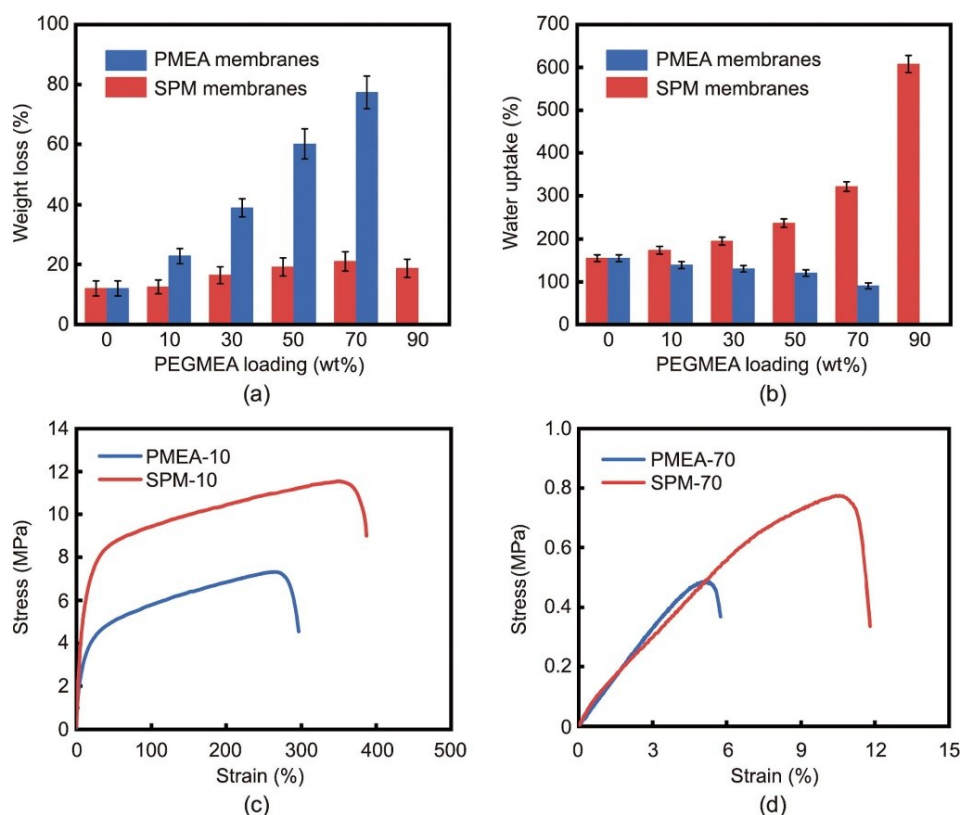 100
80
60
40
20
0
Weight loss (%)
PMEA membranes
SPM membranes
0 10 30 50 70 90
PEGMEA loading (wt%)
(a)
700
600
500
400
300
200
100
0
Water uptake (%)
PMEA membranes
SPM membranes
0 10 30 50 70 90
PEGMEA loading (wt%)
(b)
14
12
10
8
6
4
2
0
Stress (MPa)
PMEA-10
SPM-10
0 100 200 300 400 500
Strain (%)
(c)
1.0
0.8
0.6
0.4
0.2
0
Stress (MPa)
PMEA-70
SPM-70
0 3 6 9 12 15
Strain (%)
(d)